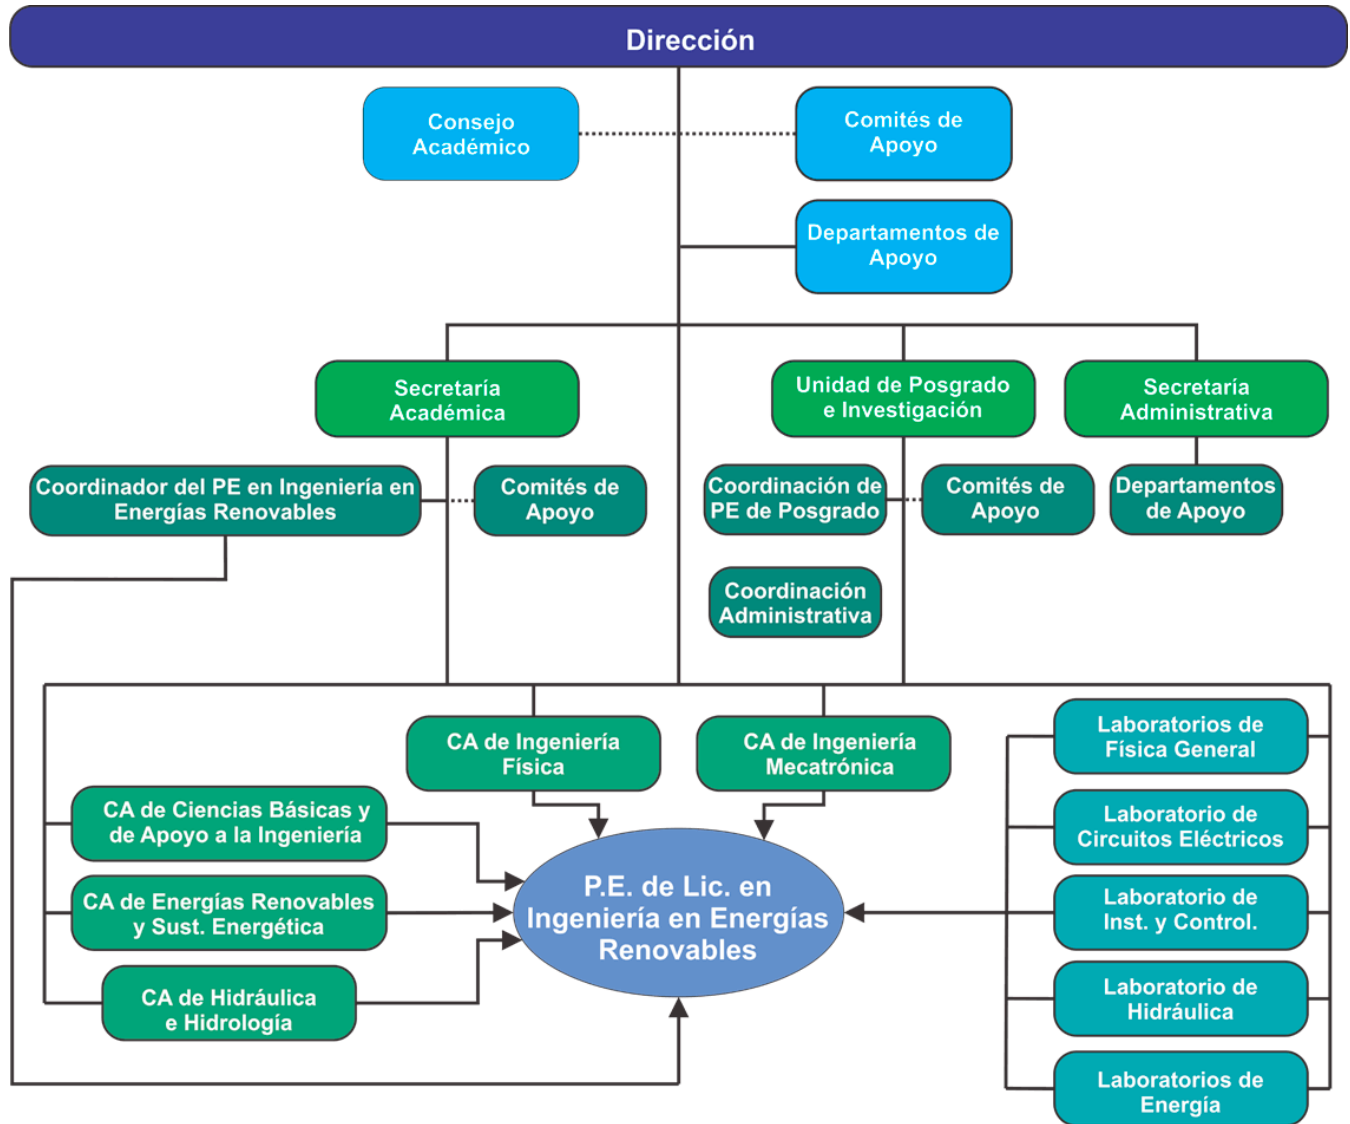 Dirección
Consejo
Académico
Comités de
Apoyo
Departamentos de
Apoyo
Secretaría
Académica
Unidad de Posgrado
e Investigación
Secretaría
Administrativa
Coordinador del PE en Ingeniería en
Energías Renovables
Comités de
Apoyo
Coordinación de
PE de Posgrado
Comités de
Apoyo
Departamentos
de Apoyo
Coordinación
Administrativa
CA de Ingeniería
Física
CA de Ingeniería
Mecatrónica
Laboratorios de
Física General
CA de Ciencias Básicas y
de Apoyo a la Ingeniería
Laboratorio de
Circuitos Eléctricos
CA de Energías Renovables
y Sust. Energética
P.E. de Lic. en
Ingeniería en Energías
Renovables
Laboratorio de
Inst. y Control.
CA de Hidráulica
e Hidrología
Laboratorio de
Hidráulica
Laboratorios de
Energía